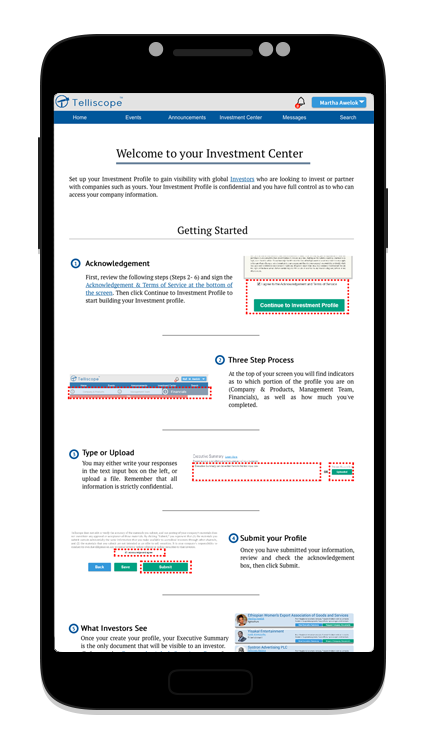 Telliscope™
Martha Awelok
Home Events Announcements Investment Center Messages Search
Welcome to your Investment Center
Set up your Investment Profile to gain visibility with global Investors who are looking to invest or partner
with companies such as yours. Your Investment Profile is confidential and you have full control as to who can
access your company information.
Getting Started
1 Acknowledgement
First, review the following steps (Steps 2- 6) and sign the
Acknowledgement & Terms of Service at the bottom of
the screen. Then click Continue to Investment Profile to
start building your Investment profile.
Continue to Investment Profile
2 Three Step Process
At the top of your screen you will find indicators
as to which portion of the profile you are on
(Company & Products, Management Team,
Financials), as well as how much you've
completed.
Telliscope
3 Type or Upload
You may either write your responses
in the text input box on the left, or
upload a file. Remember that all
information is strictly confidential.
4 Submit your Profile
Once you have submitted your information,
review and check the acknowledgement
box, then click Submit.
Back Save Submit
5 What Investors See
Once your create your profile, your Executive Summary
is the only document that will be visible to an investor.
Ethiopian Women's Export Association of Goods and Services